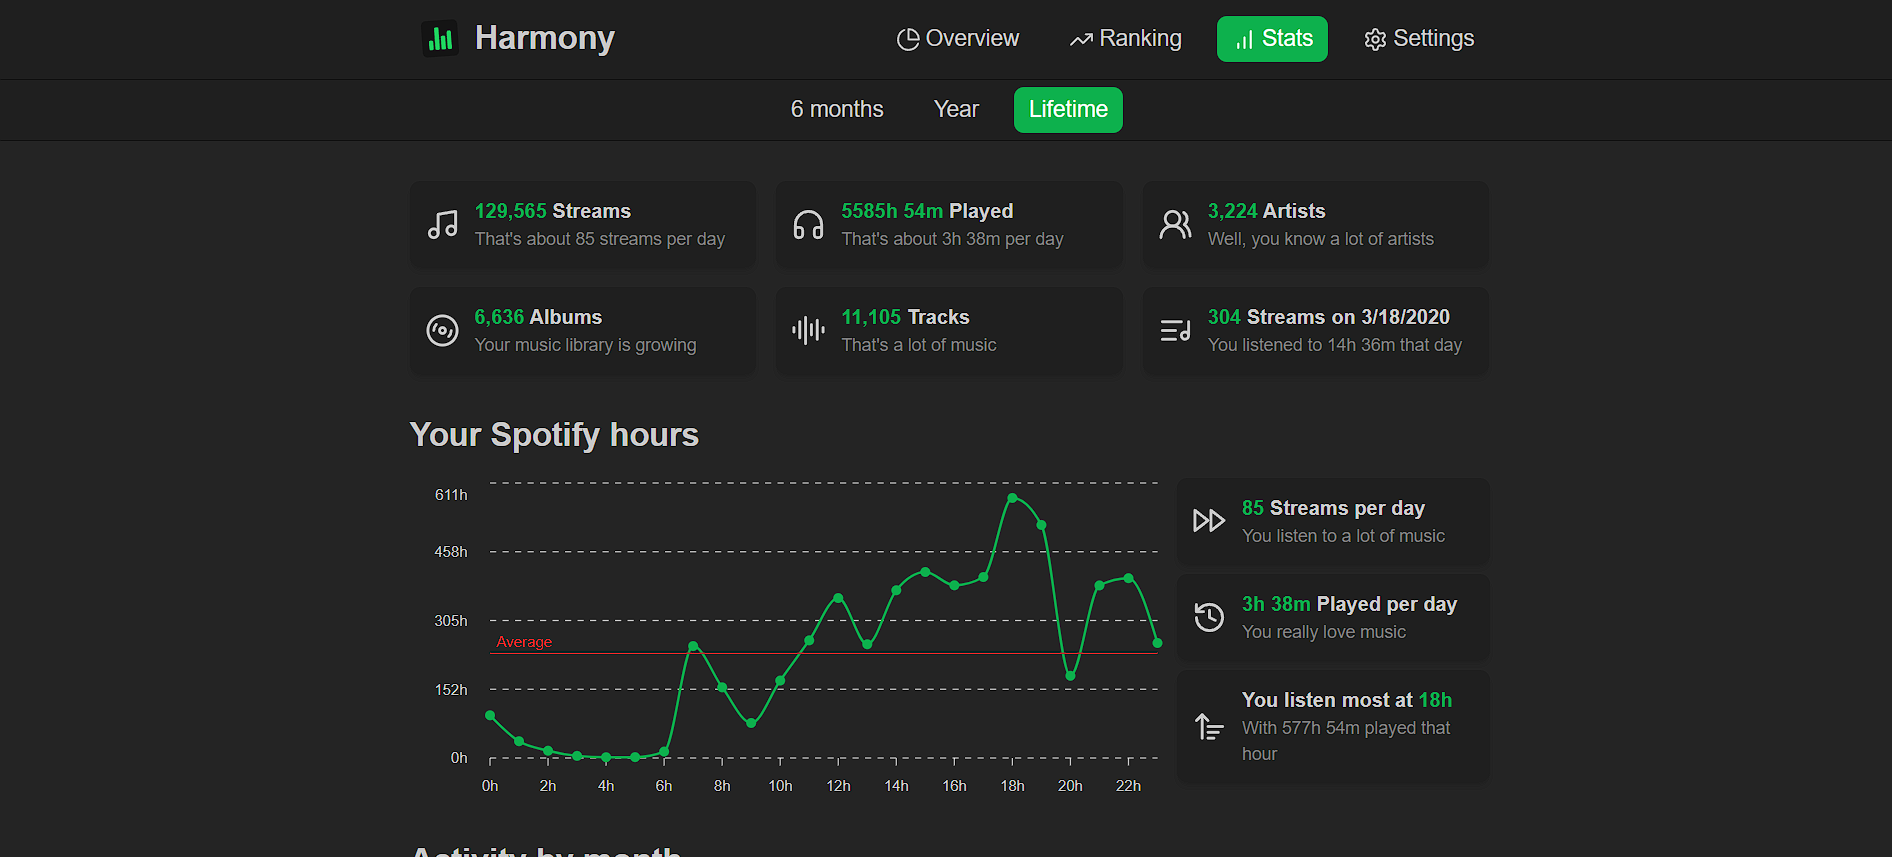 Harmony
Overview
Ranking
Stats
Settings
6 months
Year
Lifetime
129,565 Streams
That's about 85 streams per day
5585h 54m Played
That's about 3h 38m per day
3,224 Artists
Well, you know a lot of artists
6,636 Albums
Your music library is growing
11,105 Tracks
That's a lot of music
304 Streams on 3/18/2020
You listened to 14h 36m that day
Your Spotify hours
611h
458h
305h
Average
152h
0h
0h
2h
4h
6h
8h
10h
12h
14h
16h
18h
20h
22h
85 Streams per day
You listen to a lot of music
3h 38m Played per day
You really love music
You listen most at 18h
With 577h 54m played that
hour
Activity by month